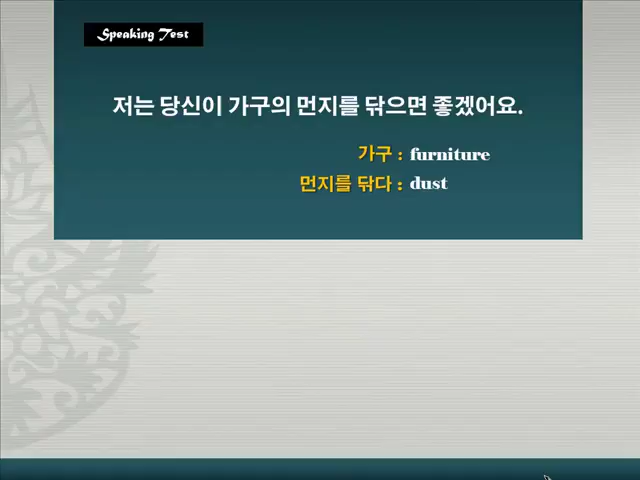 Speaking Test
저는 당신이 가구의 먼지를 닦으면 좋겠어요.
가구 : furniture
먼지를 닦다 : dust